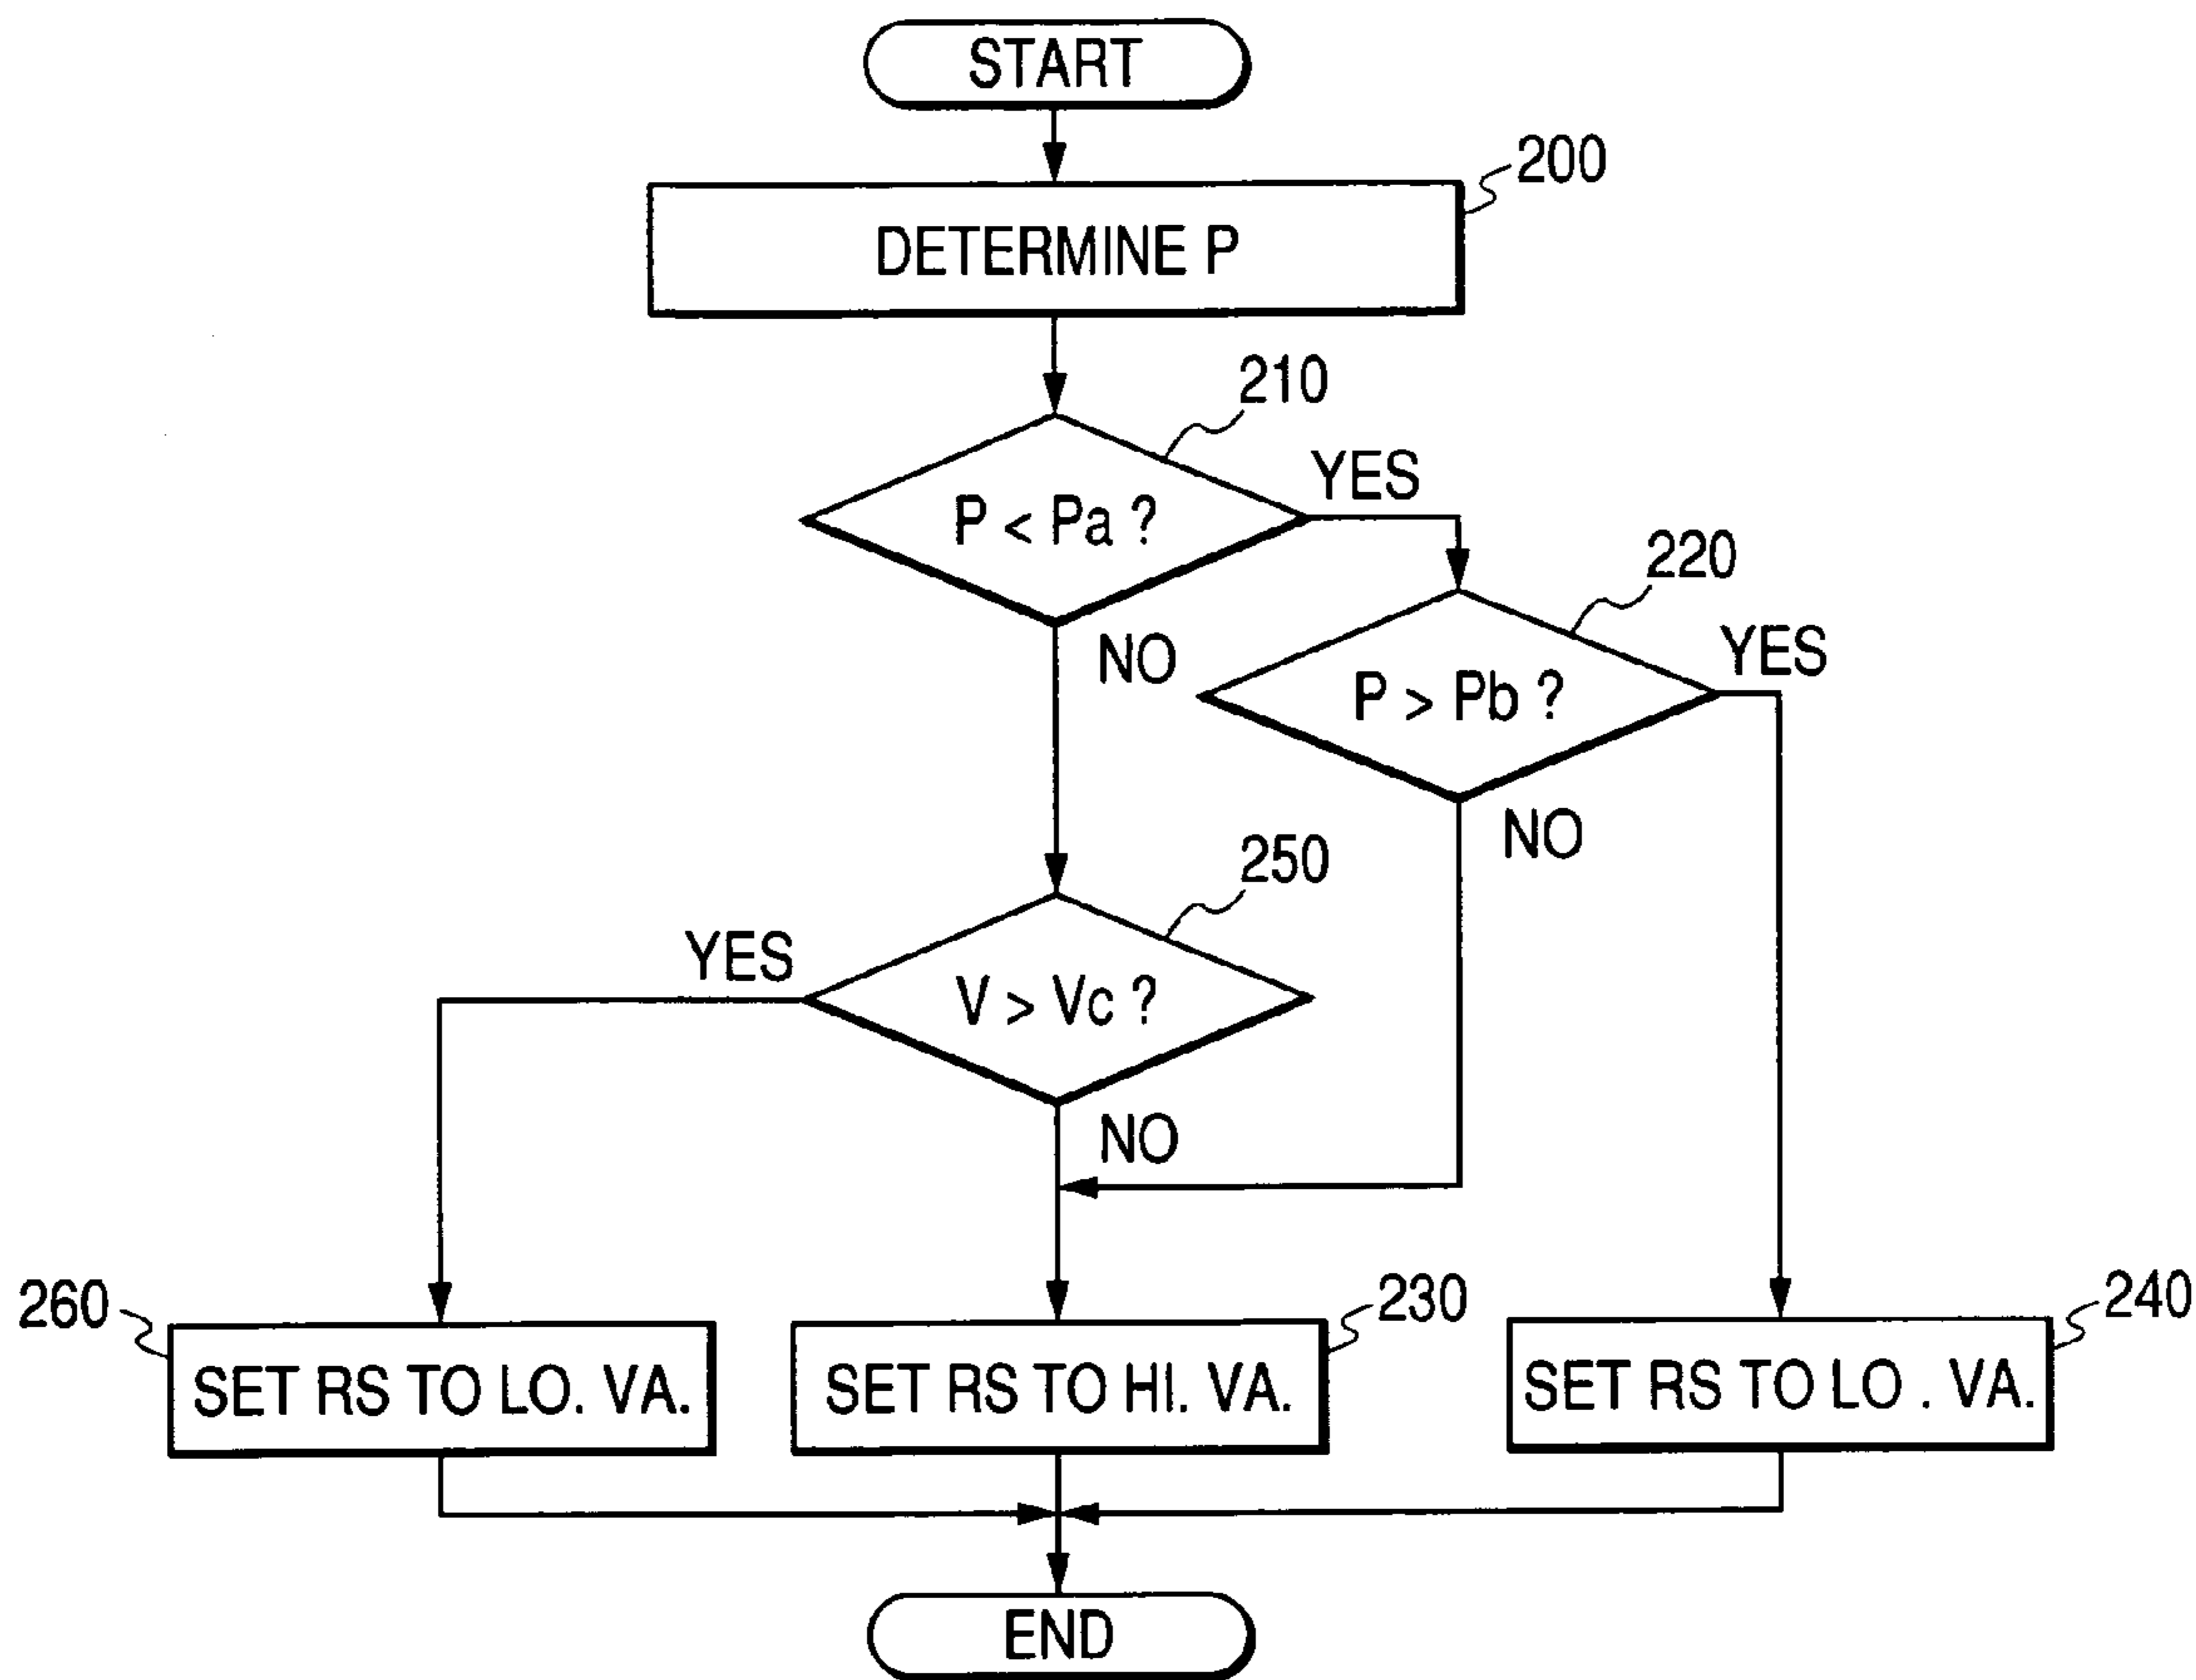 START
200
DETERMINE P
210
P < Pa ?
YES
NO
220
P > Pb ?
YES
NO
250
V > Vc ?
YES
NO
260
SET RS TO LO. VA.
230
SET RS TO HI. VA.
240
SET RS TO LO . VA.
END